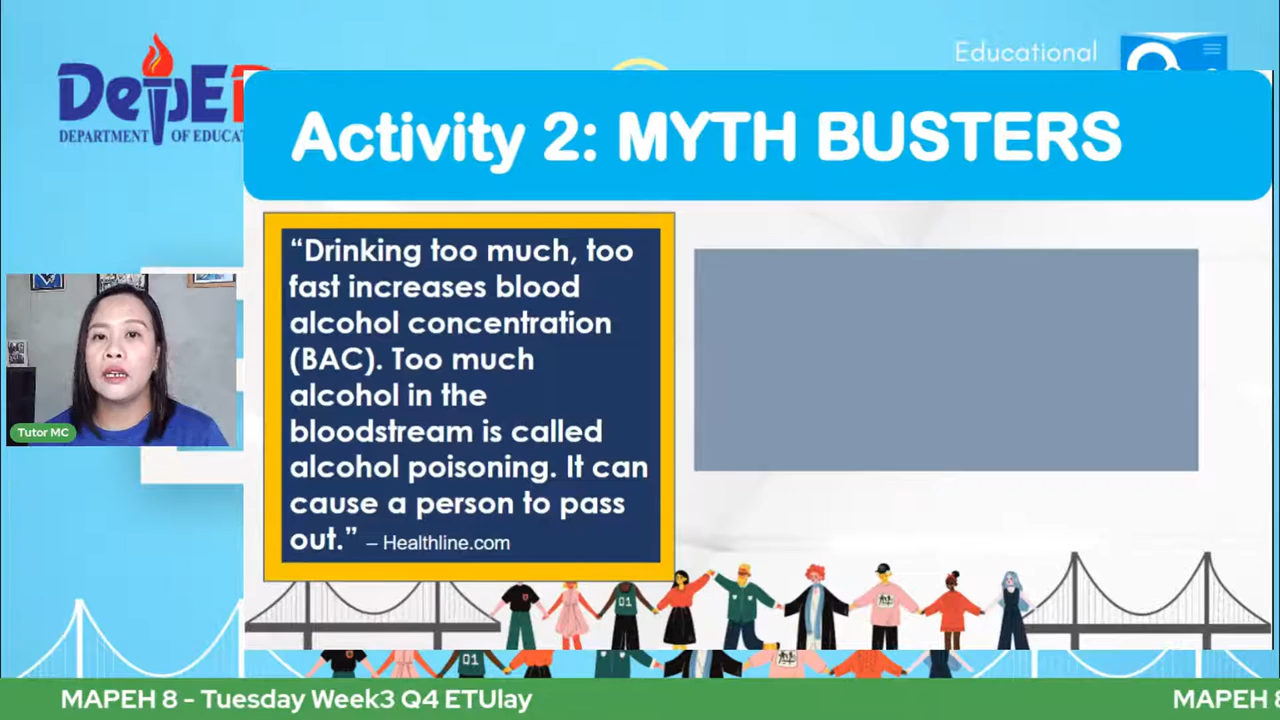 DepE
DEPARTMENT OF EDUCAT
Educational
Activity 2: MYTH BUSTERS
“Drinking too much, too
fast increases blood
alcohol concentration
(BAC). Too much
alcohol in the
bloodstream is called
alcohol poisoning. It can
cause a person to pass
out.” – Healthline.com
Tutor MC
01
01
MAPEH 8 - Tuesday Week3 Q4 ETUlay
MAPEH 8